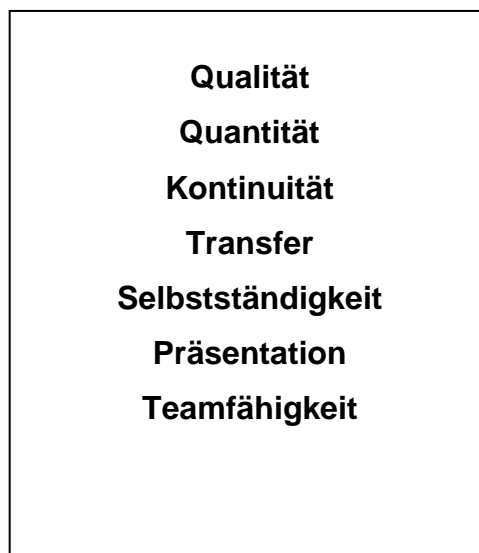 Qualität
Quantität
Kontinuität
Transfer
Selbstständigkeit
Präsentation
Teamfähigkeit